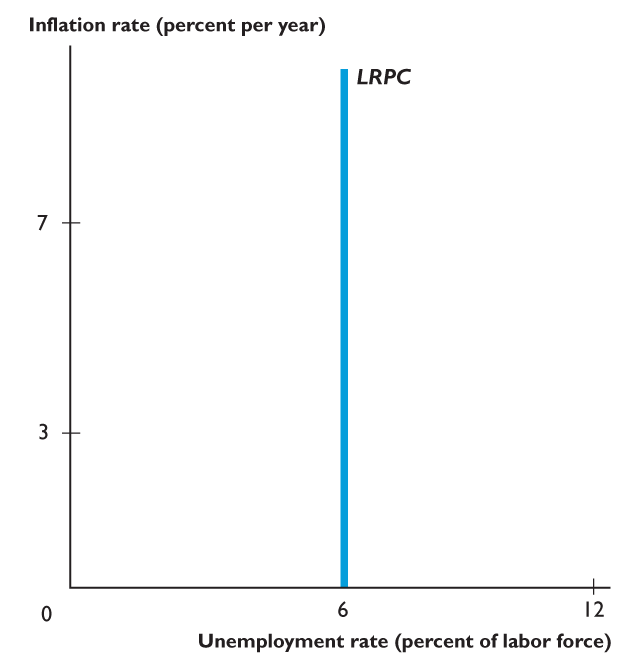 Inflation rate (percent per year)
LRPC
7
3
0
6
12
Unemployment rate (percent of labor force)